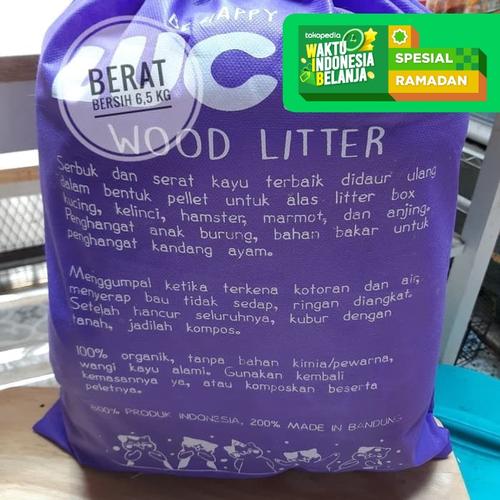 BE HAPPY
BERAT
BERSIH 6,5 KG
tokopedia
WAKTU
INDONESIA
BELANJA
SPESIAL
RAMADAN
WOOD LITTER
Serbuk dan serat kayu terbaik didaur ulang
dalam bentuk pellet untuk alas litter box
kucing, kelinci, hamster, marmot, dan anjing.
Penghangat anak burung, bahan bakar untuk
penghangat kandang ayam.
Menggumpal ketika terkena kotoran dan air,
menyerap bau tidak sedap, ringan diangkat.
Setelah hancur seluruhnya, kubur dengan
tanah, jadilah kompos.
100% organik, tanpa bahan kimia/pewarna,
wangi kayu alami. Gunakan kembali
kemasannya ya, atau komposkan beserta
peletnya.
800% PRODUK INDONESIA, 200% MADE IN BANDUNG